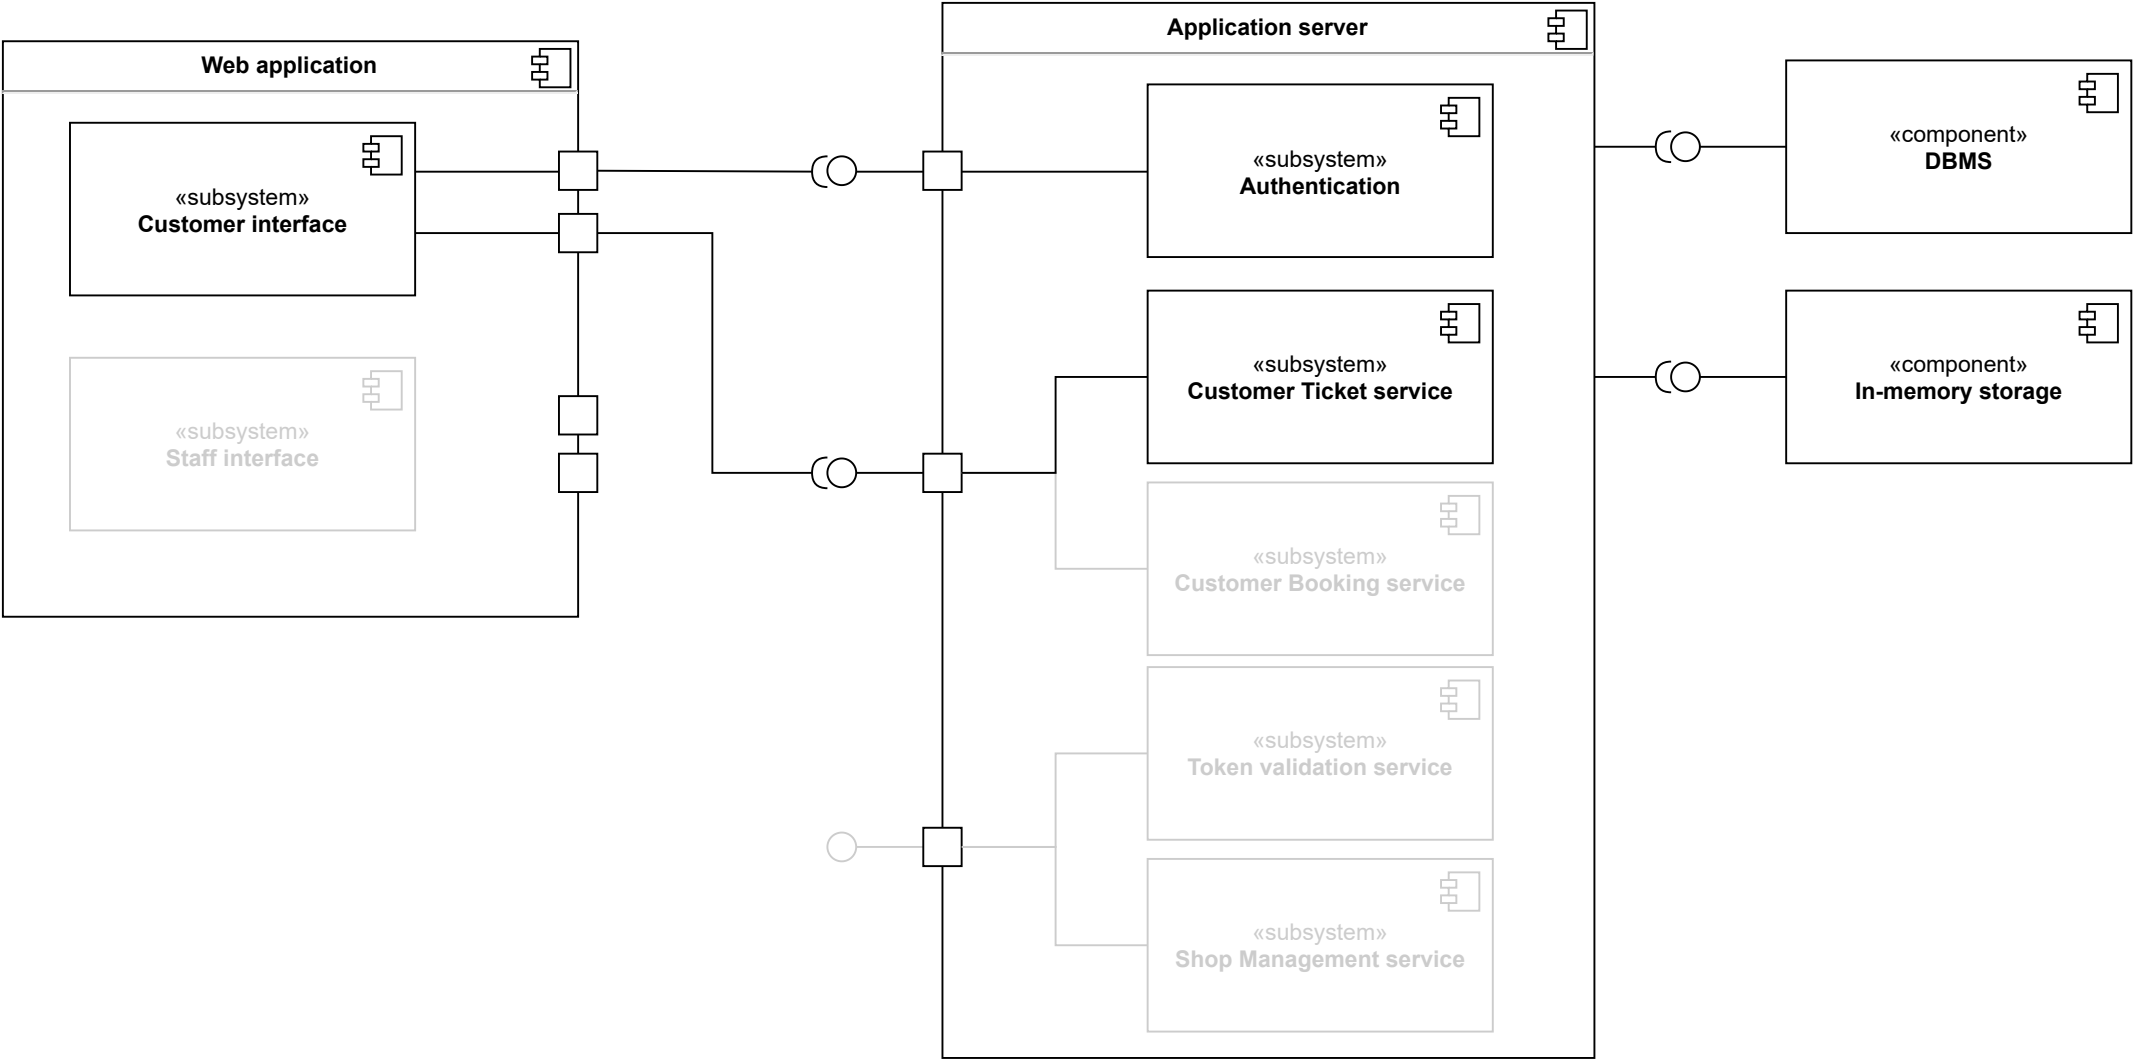 Web application
«subsystem»
Customer interface
«subsystem»
Staff interface
Application server
«subsystem»
Authentication
«subsystem»
Customer Ticket service
«subsystem»
Customer Booking service
«subsystem»
Token validation service
«subsystem»
Shop Management service
«component»
DBMS
«component»
In-memory storage